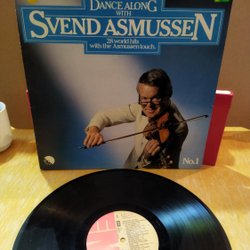 DANCE ALONG
WITH
SVEND ASMUSSEN
28 world hits
with the Asmussen touch.
No.1